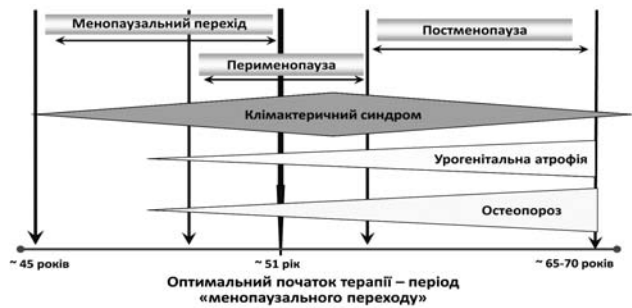 Менопаузальний перехід
Постменопауза
Перименопауза
Клімактеричний синдром
Урогенітальна атрофія
Остеопороз
~ 45 років
~ 51 рік
~ 65-70 років
Оптимальний початок терапії – період
«менопаузального переходу»